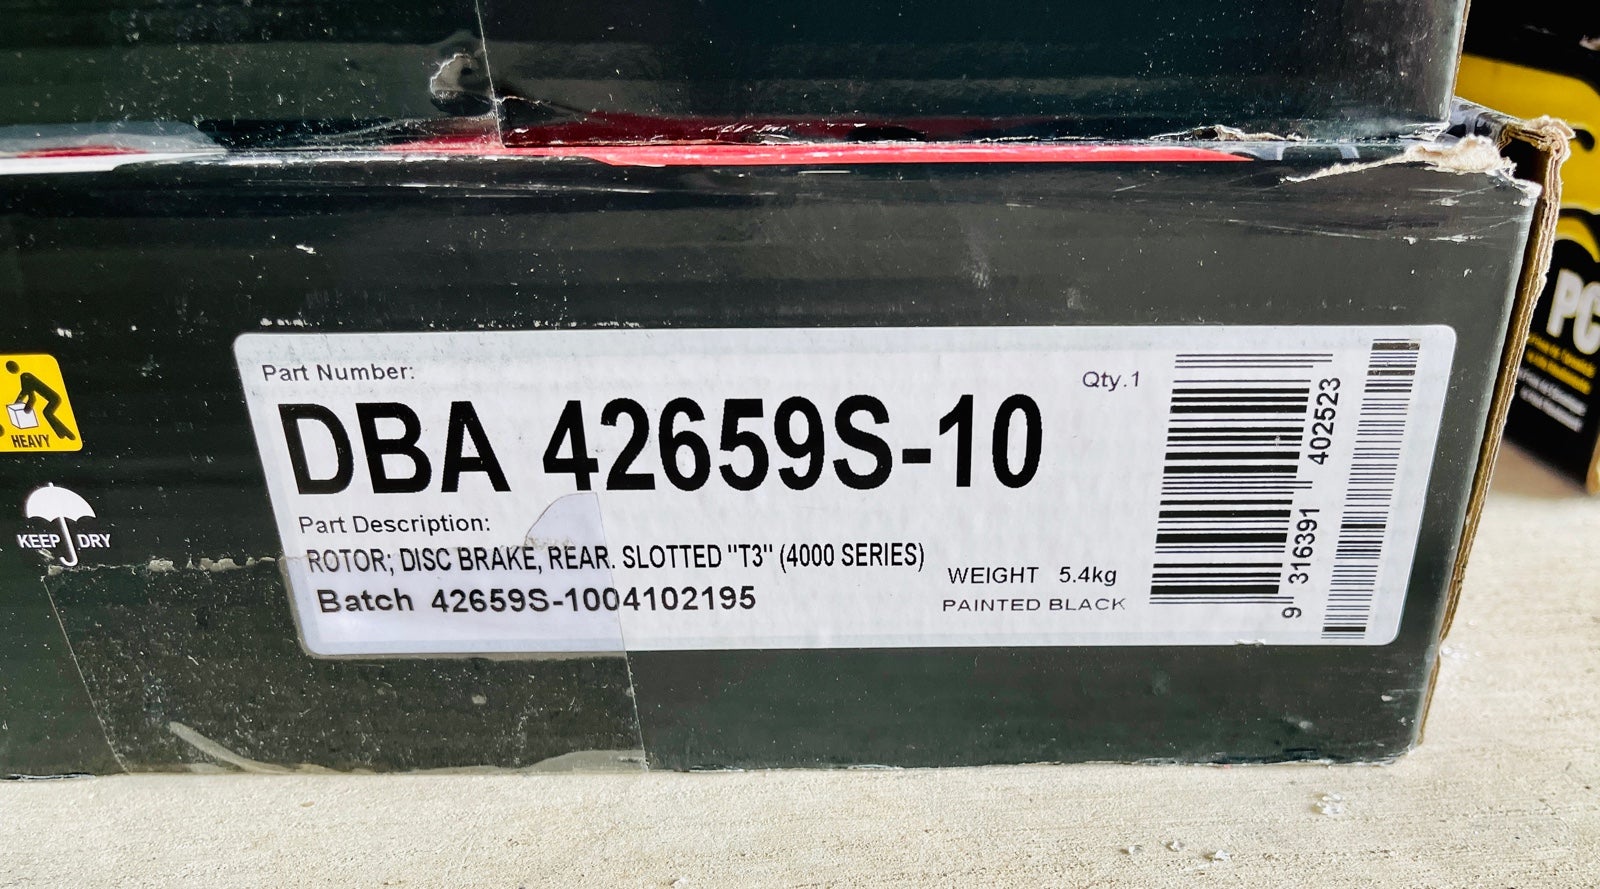 Part Number:
Qty.1
DBA 42659S-10
Part Description:
ROTOR; DISC BRAKE, REAR. SLOTTED "T3" (4000 SERIES)
Batch 42659S-1004102195
WEIGHT 5.4kg
PAINTED BLACK
9 316391 402523
HEAVY
KEEP DRY
PC